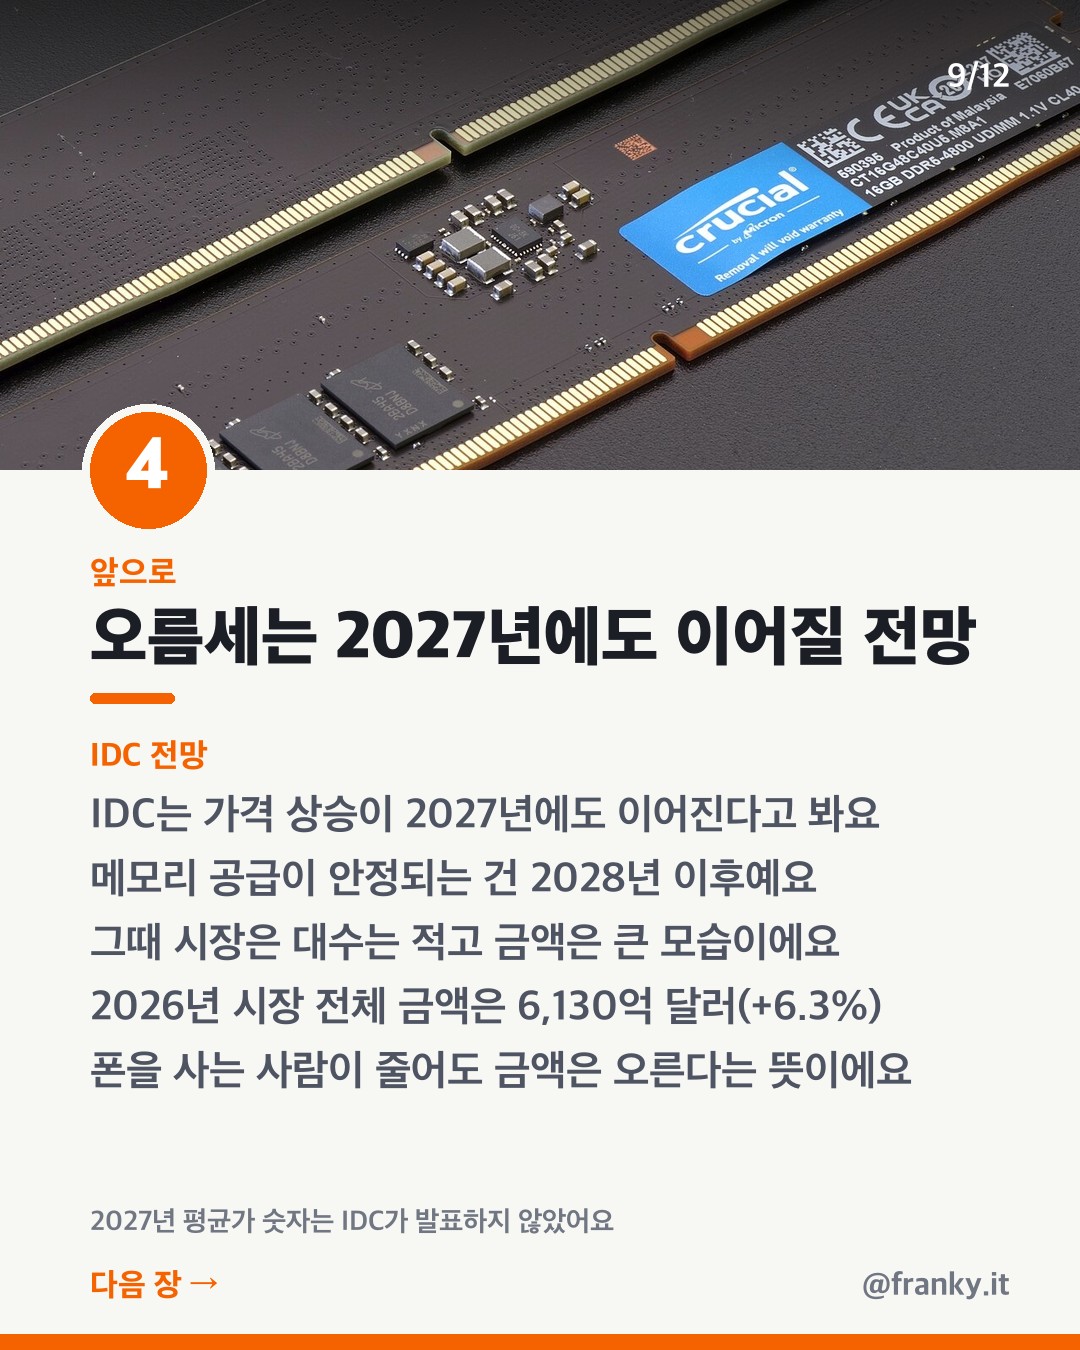 9/12
CE UK CA
E7060B57
590395 Product of Malaysia
CT16G48C40U5.M8A1
16GB DDR5-4800 UDIMM 1.1V CL40
crucial
by Micron
Removal will void warranty
D8BNJ
D8BNJ
4
앞으로
오름세는 2027년에도 이어질 전망
IDC 전망
IDC는 가격 상승이 2027년에도 이어진다고 봐요
메모리 공급이 안정되는 건 2028년 이후예요
그때 시장은 대수는 적고 금액은 큰 모습이에요
2026년 시장 전체 금액은 6,130억 달러(+6.3%)
폰을 사는 사람이 줄어도 금액은 오른다는 뜻이에요
2027년 평균가 숫자는 IDC가 발표하지 않았어요
다음 장 →
@franky.it